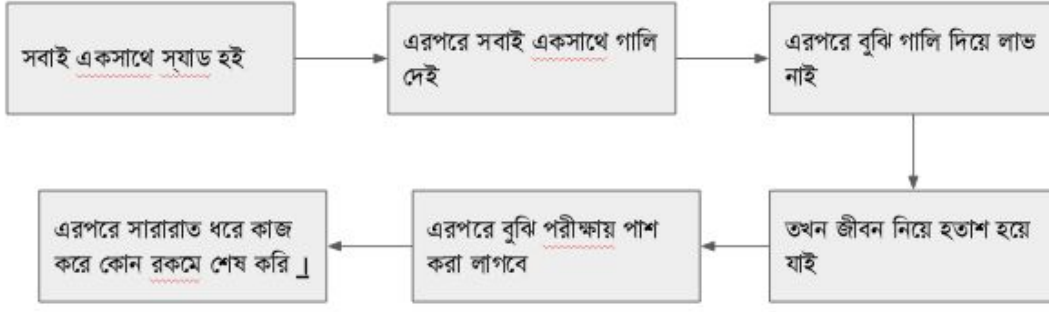 সবাই একসাথে স্যাড হই
এরপরে সবাই একসাথে গালি
দেই
এরপরে বুঝি গালি দিয়ে লাভ
নাই
তখন জীবন নিয়ে হতাশ হয়ে
যাই
এরপরে বুঝি পরীক্ষায় পাশ
করা লাগবে
এরপরে সারারাত ধরে কাজ
করে কোন রকমে শেষ করি ।